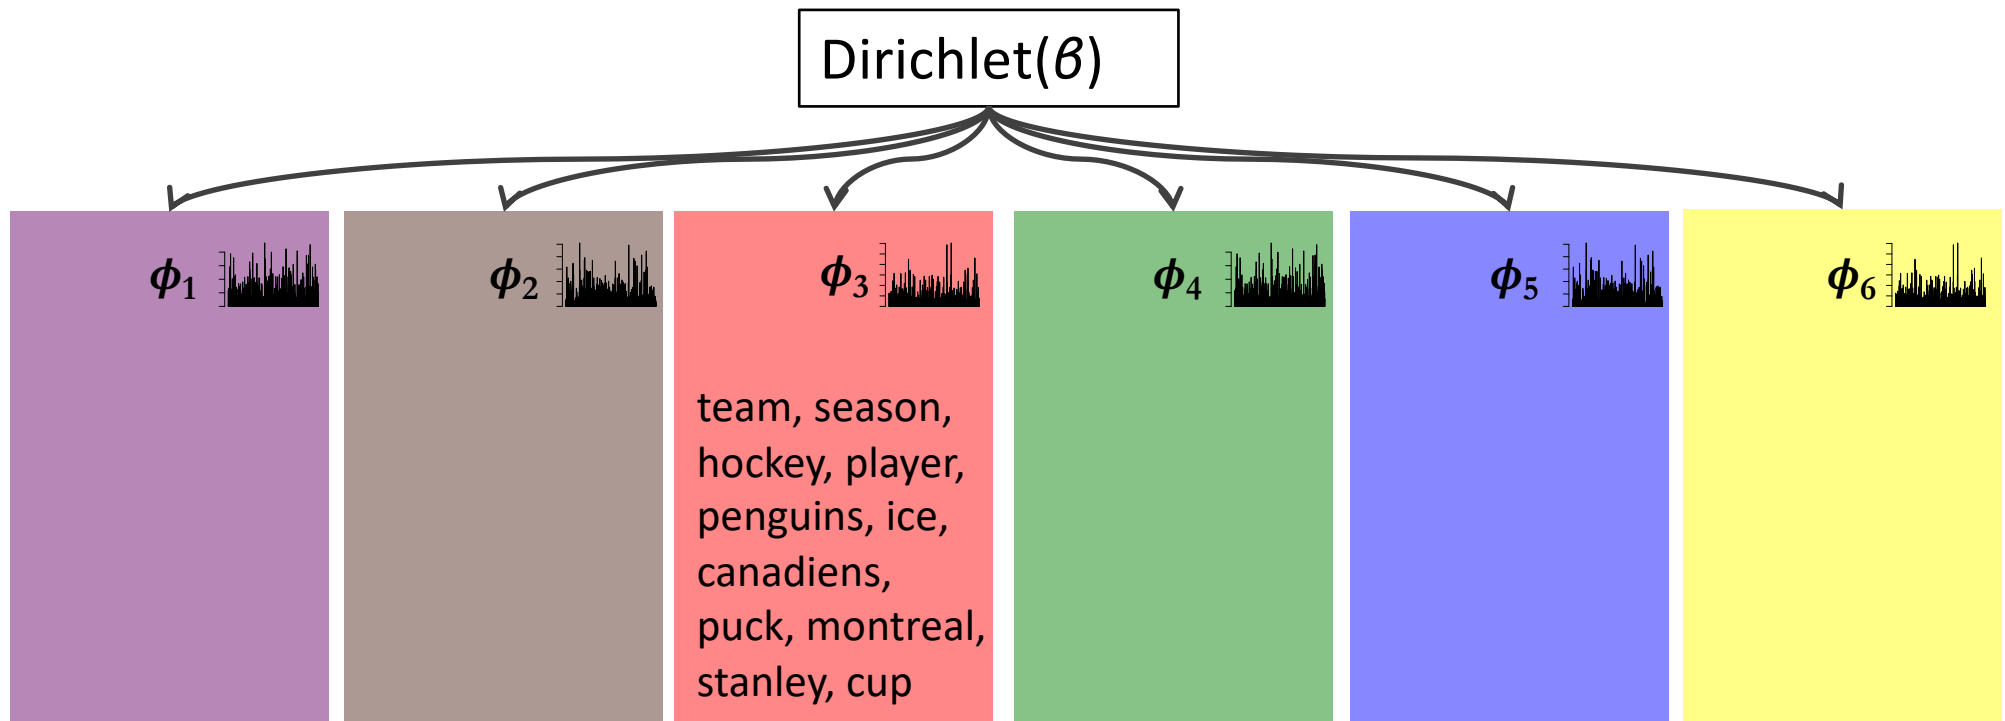 Dirichlet(β)
ϕ1
ϕ2
ϕ3
ϕ4
ϕ5
ϕ6
team, season,
hockey, player,
penguins, ice,
canadiens,
puck, montreal,
stanley, cup